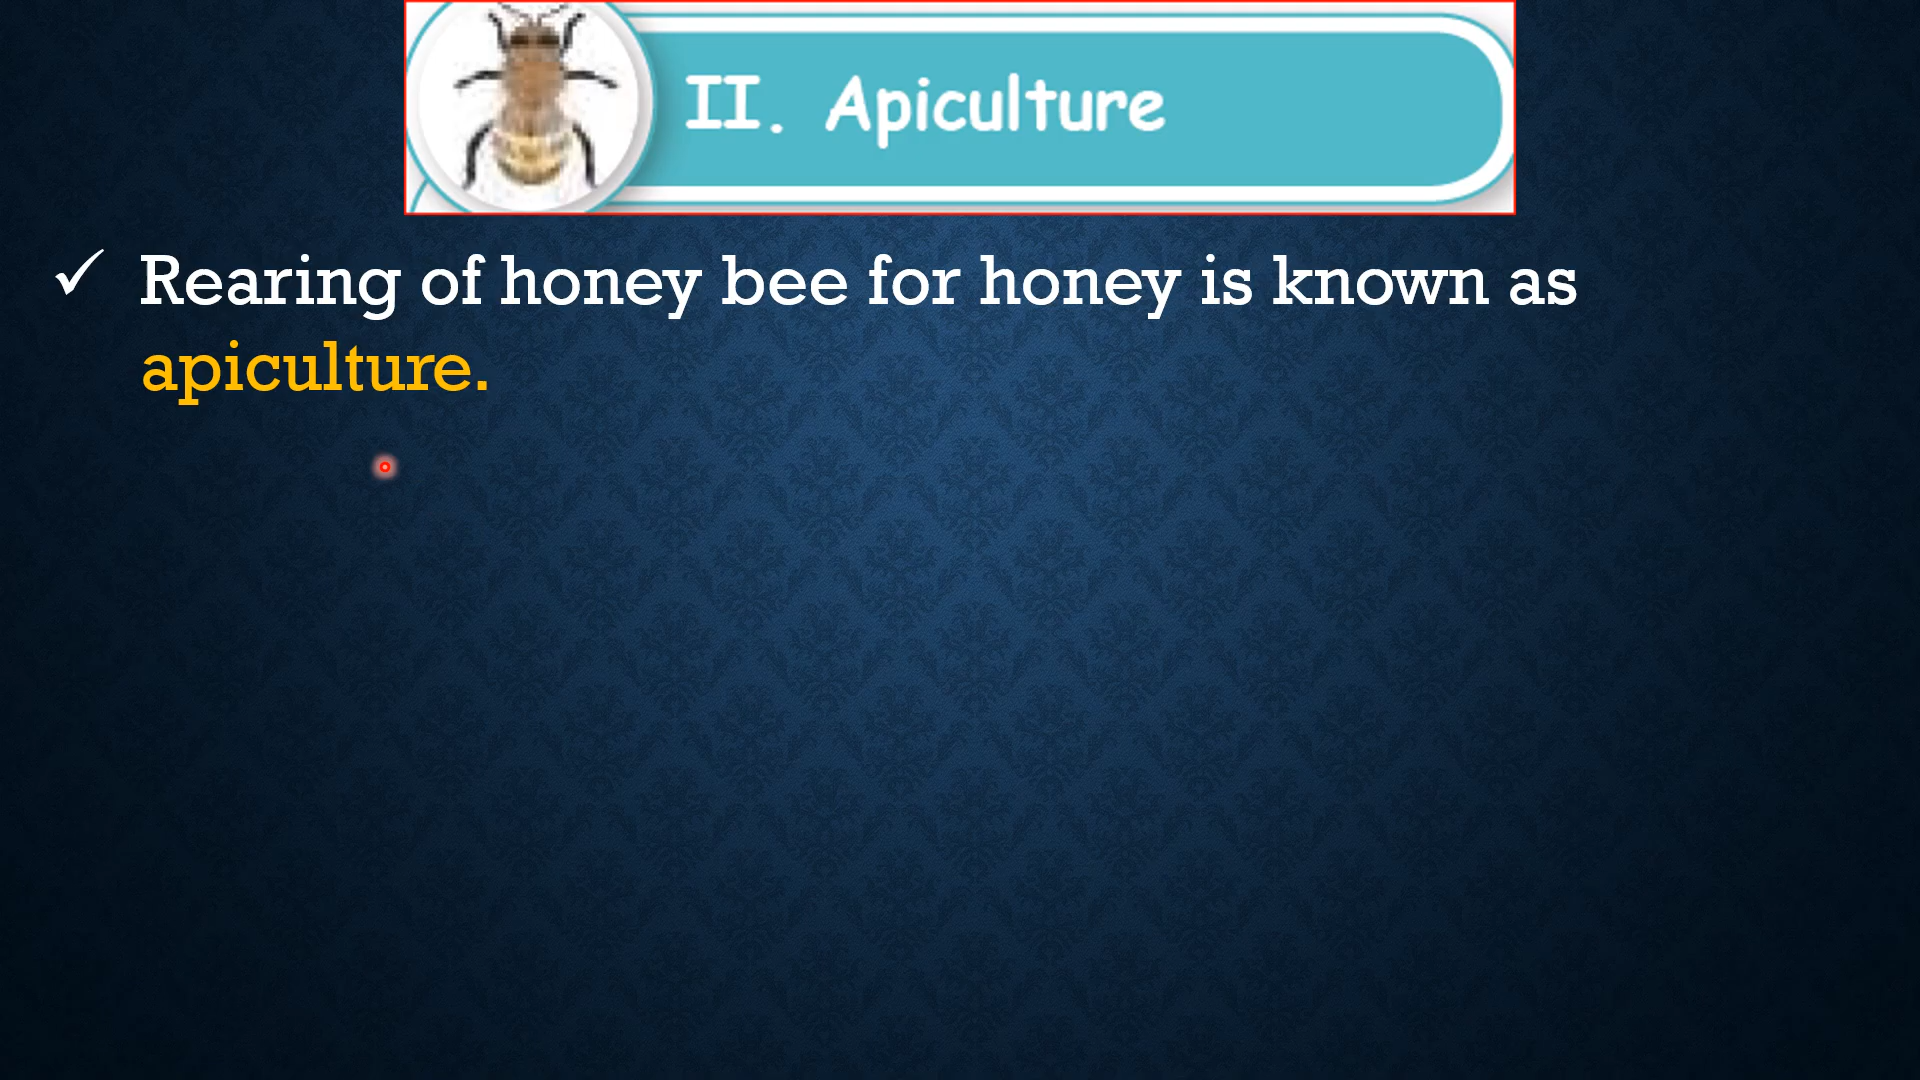 II. Apiculture
✓ Rearing of honey bee for honey is known as
apiculture.